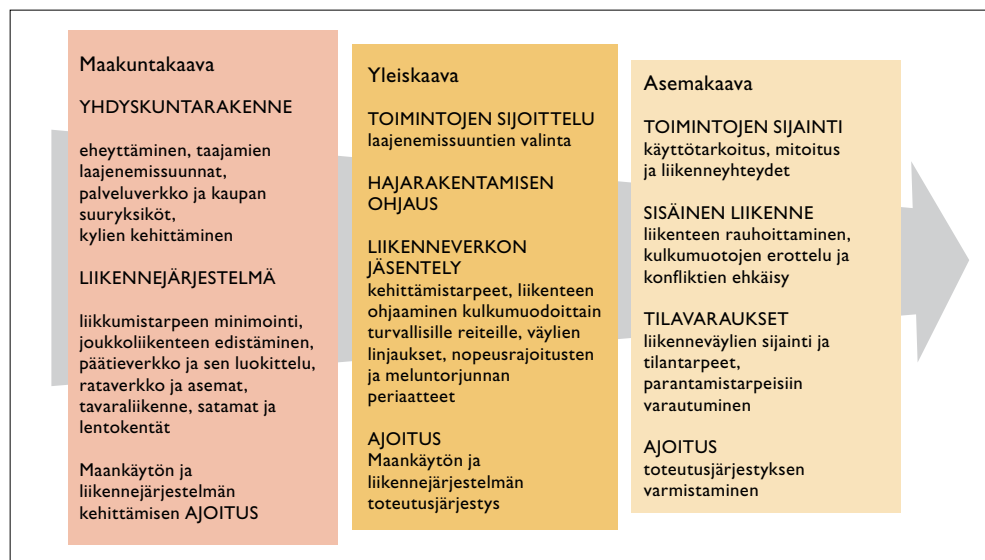 Maakuntakaava
YHDYSKUNTARAKENNE
eheyttäminen, taajamien
laajenemissuunnat,
palveluverkko ja kaupan
suuryksiköt,
kylien kehittäminen
LIIKENNEJÄRJESTELMÄ
liikkumistarpeen minimointi,
joukkoliikenteen edistäminen,
päätieverkko ja sen luokittelu,
rataverkko ja asemat,
tavaraliikenne, satamat ja
lentokentät
Maankäytön ja
liikennejärjestelmän
kehittämisen AJOITUS
Yleiskaava
TOIMINTOJEN SIJOITTELU
laajenemissuuntien valinta
HAJARAKENTAMISEN
OHJAUS
LIIKENNEVERKON
JÄSENTELY
kehittämistarpeet, liikenteen
ohjaaminen kulkumuodoittain
turvallisille reiteille, väylien
linjaukset, nopeusrajoitusten
ja meluntorjunnan
periaatteet
AJOITUS
Maankäytön ja
liikennejärjestelmän
toteutusjärjestys
Asemakaava
TOIMINTOJEN SIJAINTI
käyttötarkoitus, mitoitus
ja liikenneyhteydet
SISÄINEN LIIKENNE
liikenteen rauhoittaminen,
kulkumuotojen erottelu ja
konfliktien ehkäisy
TILAVARAUKSET
liikenneväylien sijainti ja
tilantarpeet,
parantamistarpeisiin
varautuminen
AJOITUS
toteutusjärjestyksen
varmistaminen